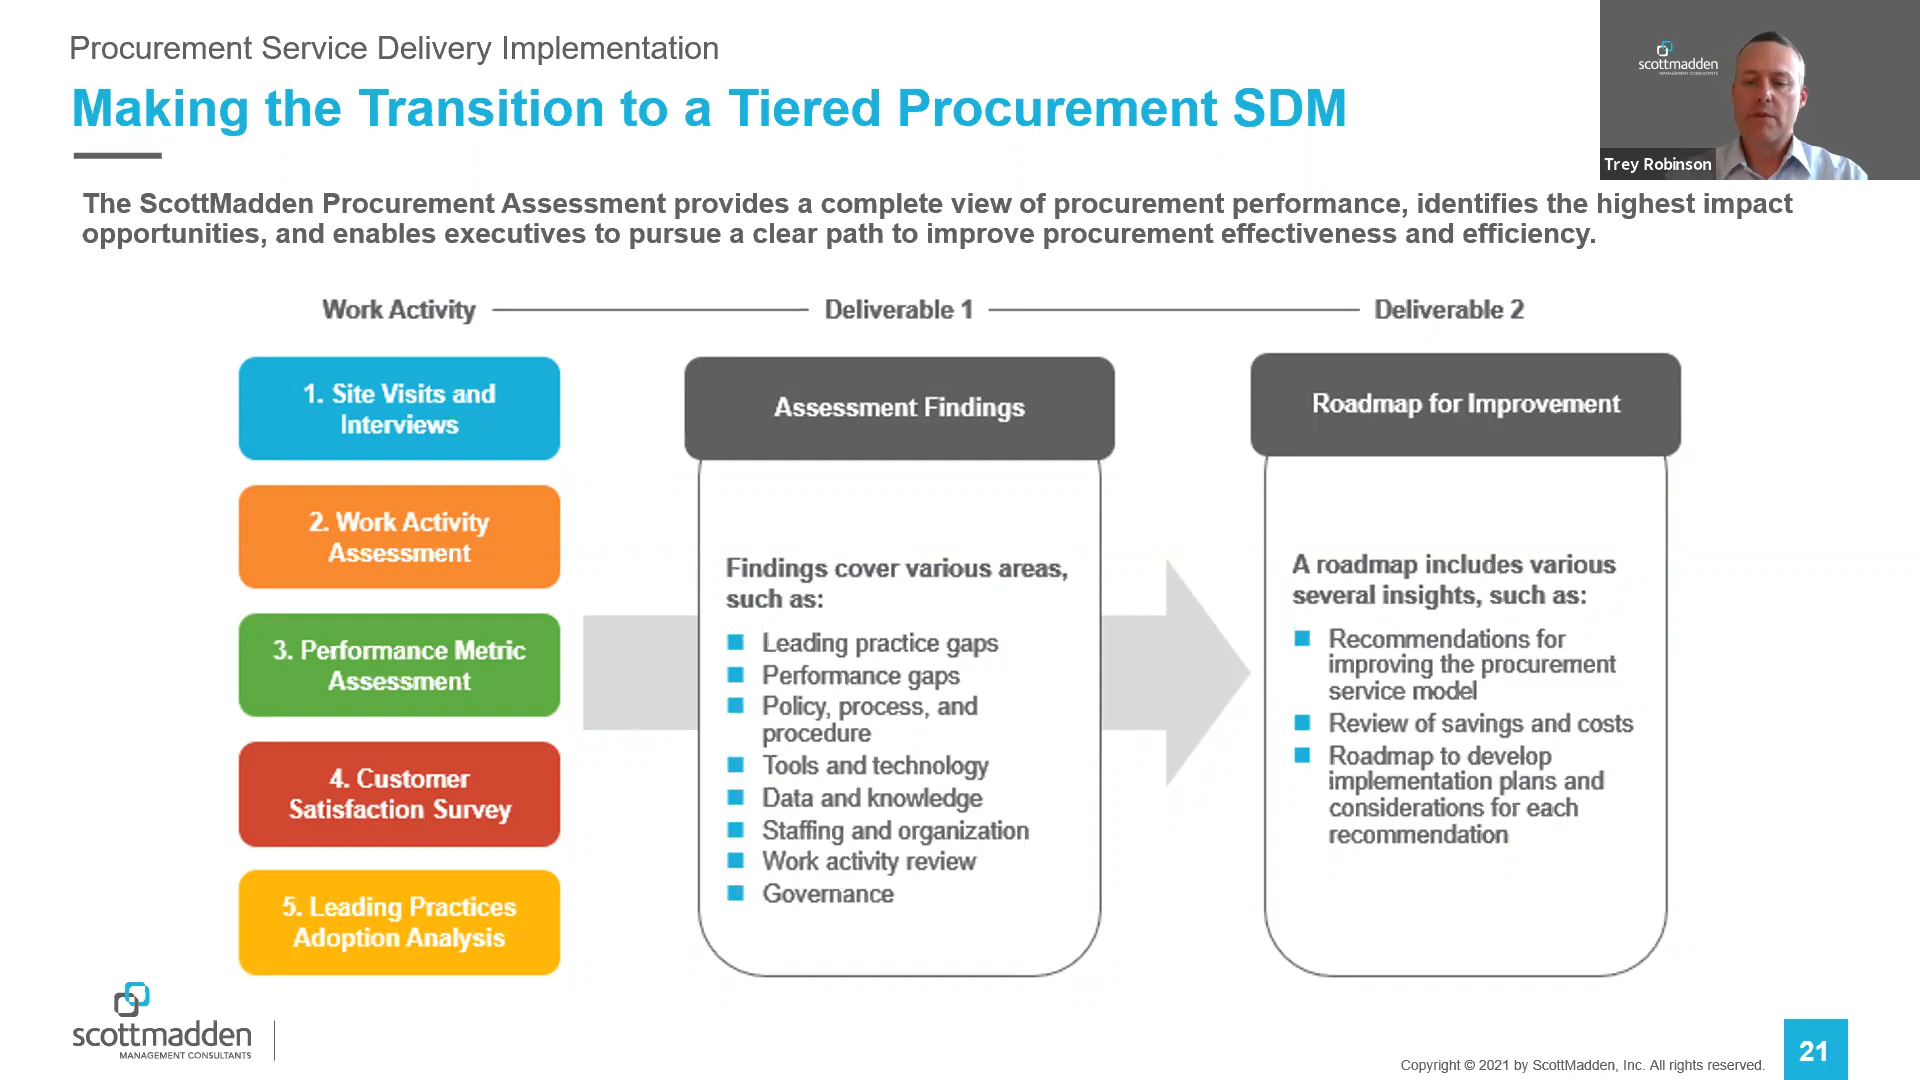 Procurement Service Delivery Implementation
Making the Transition to a Tiered Procurement SDM
scottmadden
MANAGEMENT CONSULTANTS
Trey Robinson
The ScottMadden Procurement Assessment provides a complete view of procurement performance, identifies the highest impact
opportunities, and enables executives to pursue a clear path to improve procurement effectiveness and efficiency.
Work Activity
Deliverable 1
Deliverable 2
1. Site Visits and
Interviews
2. Work Activity
Assessment
3. Performance Metric
Assessment
4. Customer
Satisfaction Survey
5. Leading Practices
Adoption Analysis
Assessment Findings
Findings cover various areas,
such as:
Leading practice gaps
Performance gaps
Policy, process, and
procedure
Tools and technology
Data and knowledge
Staffing and organization
Work activity review
Governance
Roadmap for Improvement
A roadmap includes various
several insights, such as:
Recommendations for
improving the procurement
service model
Review of savings and costs
Roadmap to develop
implementation plans and
considerations for each
recommendation
scottmadden
MANAGEMENT CONSULTANTS
Copyright © 2021 by ScottMadden, Inc. All rights reserved.
21